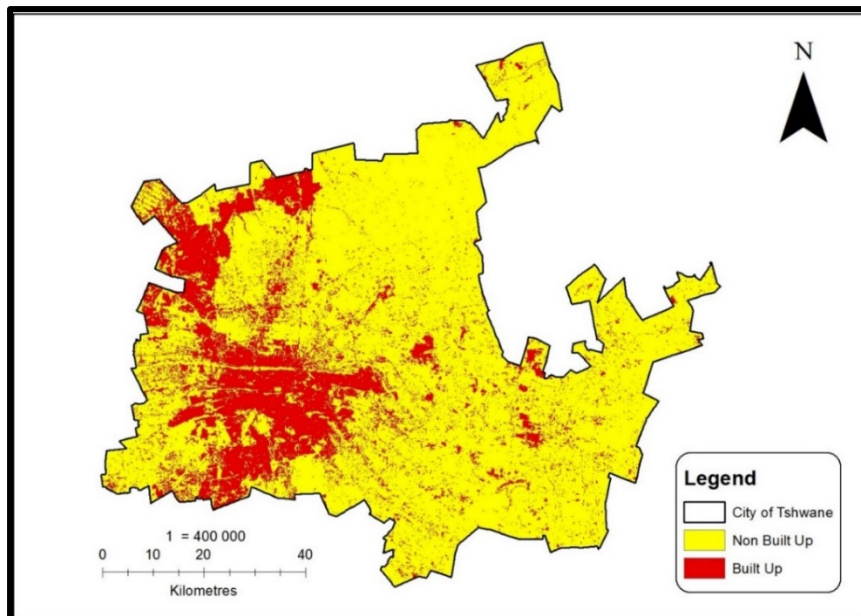 N
Legend
City of Tshwane
Non Built Up
Built Up
1 = 400 000
0 10 20 40
Kilometres